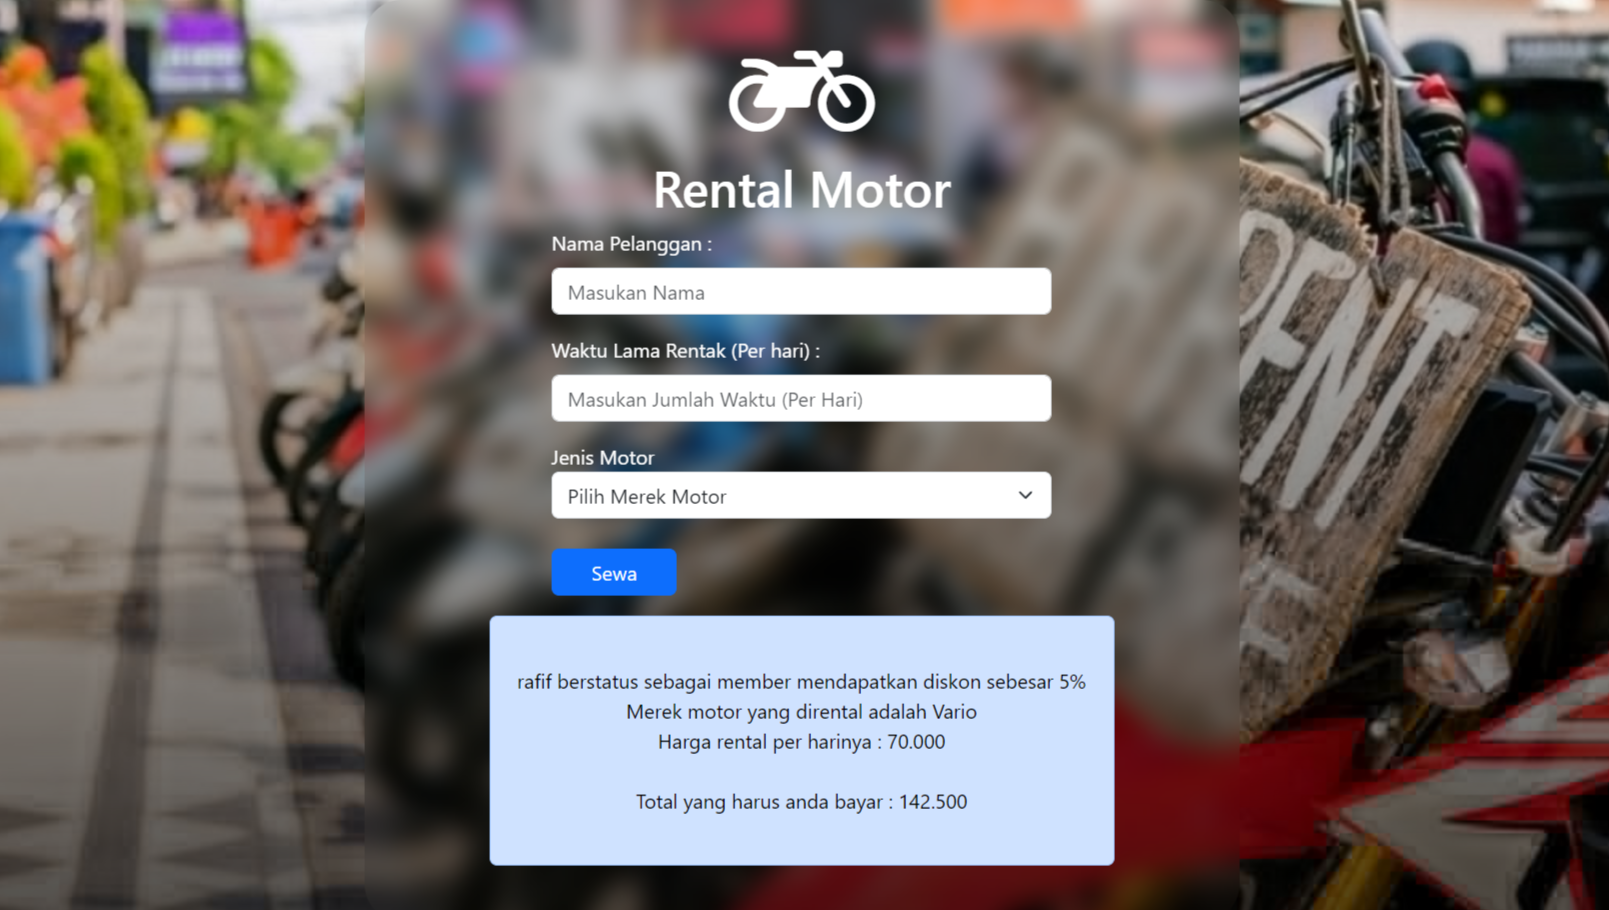 Rental Motor
Nama Pelanggan :
Masukan Nama
Waktu Lama Rentak (Per hari) :
Masukan Jumlah Waktu (Per Hari)
Jenis Motor
Pilih Merek Motor
Sewa
rafif berstatus sebagai member mendapatkan diskon sebesar 5%
Merek motor yang dirental adalah Vario
Harga rental per harinya : 70.000
Total yang harus anda bayar : 142.500
RENT